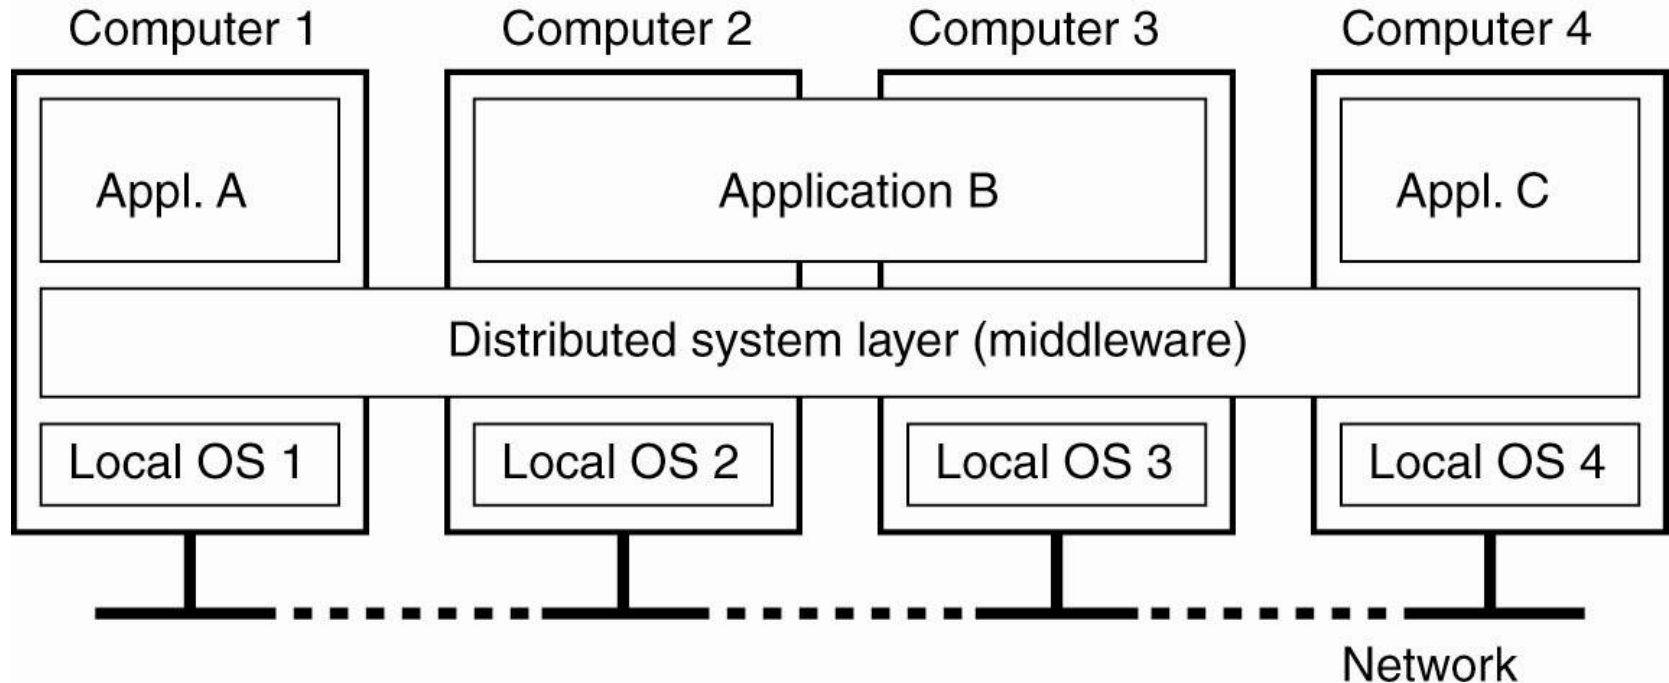 Computer 1 Computer 2 Computer 3 Computer 4
Appl. A Application B Appl. C
Distributed system layer (middleware)
Local OS 1 Local OS 2 Local OS 3 Local OS 4
Network